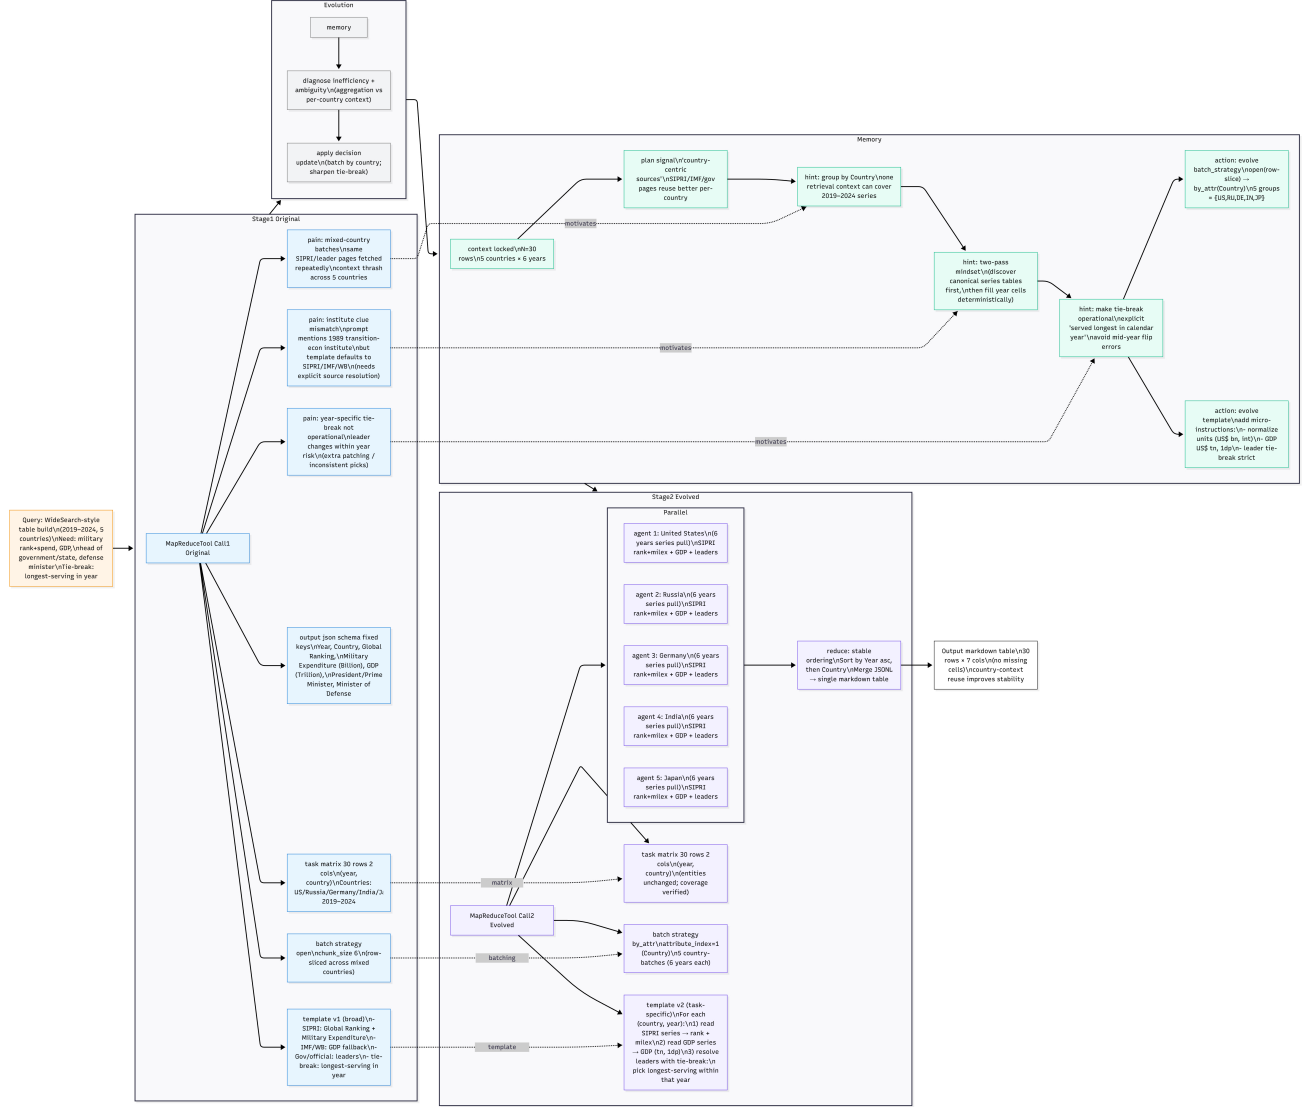 Evolution
memory
diagnose inefficiency +
ambiguity\n(aggregation vs
per-country context)
apply decision
update\n(batch by country;
sharpen tie-break)
Memory
plan signal\n'country-
centric
sources'\nSIPRI/IMF/gov
pages reuse better per-
country
hint: group by Country\none
retrieval context can cover
2019–2024 series
action: evolve
batch_strategy\nopen(row-
slice) →
by_attr(Country)\n5 groups
= {US,RU,DE,IN,JP}
motivates
context locked\nN=30
rows\n5 countries × 6 years
hint: two-pass
mindset\n(discover
canonical series tables
first,\nthen fill year cells
deterministically)
hint: make tie-break
operational\nexplicit
'served longest in calendar
year'\navoid mid-year flip
errors
motivates
motivates
action: evolve
template\nadd micro-
instructions:\n- normalize
units (US$ bn, int)\n- GDP
US$ tn, 1dp\n- leader tie-
break strict
Stage1 Original
pain: mixed-country
batches\nsame
SIPRI/leader pages fetched
repeatedly\ncontext thrash
across 5 countries
pain: institute clue
mismatch\nprompt
mentions 1989 transition-
econ institute\nbut
template defaults to
SIPRI/IMF/WB\n(needs
explicit source resolution)
pain: year-specific tie-
break not
operational\nleader
changes within year
risk\n(extra patching /
inconsistent picks)
Query: WideSearch-style
table build\n(2019–2024, 5
countries)\nNeed: military
rank+spend, GDP,\nhead of
government/state, defense
minister\nTie-break:
longest-serving in year
MapReduceTool Call1
Original
output json schema fixed
keys\nYear, Country, Global
Ranking,\nMilitary
Expenditure (Billion), GDP
(Trillion),\nPresident/Prime
Minister, Minister of
Defense
task matrix 30 rows 2
cols\n(year,
country)\nCountries:
US/Russia/Germany/India/Ja
2019–2024
batch strategy
open\nchunk_size 6\n(row-
sliced across mixed
countries)
template v1 (broad)\n-
SIPRI: Global Ranking +
Military Expenditure\n-
IMF/WB: GDP fallback\n-
Gov/official: leaders\n- tie-
break: longest-serving in
year
Stage2 Evolved
Parallel
agent 1: United States\n(6
years series pull)\nSIPRI
rank+milex + GDP + leaders
agent 2: Russia\n(6 years
series pull)\nSIPRI
rank+milex + GDP + leaders
agent 3: Germany\n(6 years
series pull)\nSIPRI
rank+milex + GDP + leaders
agent 4: India\n(6 years
series pull)\nSIPRI
rank+milex + GDP + leaders
agent 5: Japan\n(6 years
series pull)\nSIPRI
rank+milex + GDP + leaders
reduce: stable
ordering\nSort by Year asc,
then Country\nMerge JSONL
→ single markdown table
Output markdown table\n30
rows × 7 cols\n(no missing
cells)\ncountry-context
reuse improves stability
matrix
task matrix 30 rows 2
cols\n(year,
country)\n(entities
unchanged; coverage
verified)
MapReduceTool Call2
Evolved
batching
batch strategy
by_attr\nattribute_index=1
(Country)\n5 country-
batches (6 years each)
template
template v2 (task-
specific)\nFor each
(country, year):\n1) read
SIPRI series → rank +
milex\n2) read GDP series
→ GDP (tn, 1dp)\n3) resolve
leaders with tie-break:\n
pick longest-serving within
that year